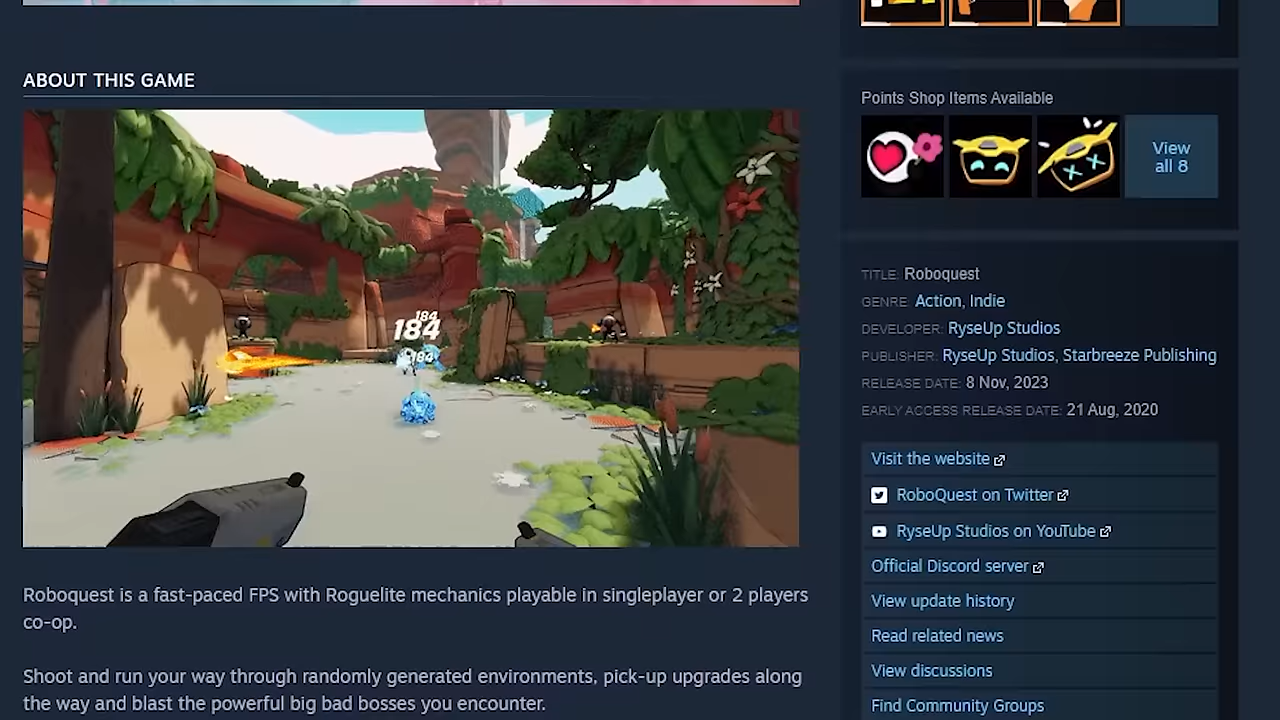 ABOUT THIS GAME
184
184
184
Roboquest is a fast-paced FPS with Roguelite mechanics playable in singleplayer or 2 players
co-op.
Shoot and run your way through randomly generated environments, pick-up upgrades along
the way and blast the powerful big bad bosses you encounter.
Points Shop Items Available
View
all 8
TITLE: Roboquest
GENRE: Action, Indie
DEVELOPER: RyseUp Studios
PUBLISHER: RyseUp Studios, Starbreeze Publishing
RELEASE DATE: 8 Nov, 2023
EARLY ACCESS RELEASE DATE: 21 Aug, 2020
Visit the website
RoboQuest on Twitter
RyseUp Studios on YouTube
Official Discord server
View update history
Read related news
View discussions
Find Community Groups